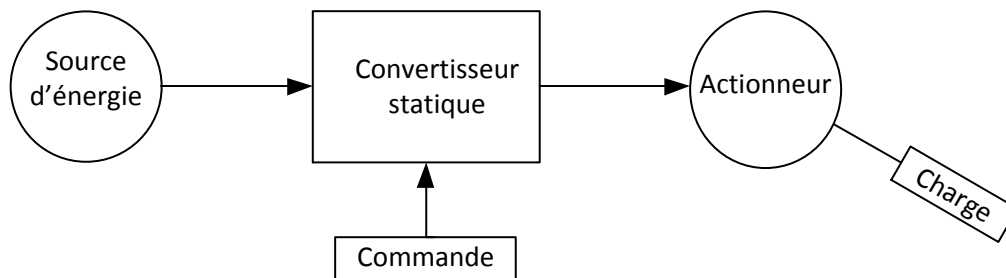 Source
d’énergie
Convertisseur
statique
Actionneur
Charge
Commande